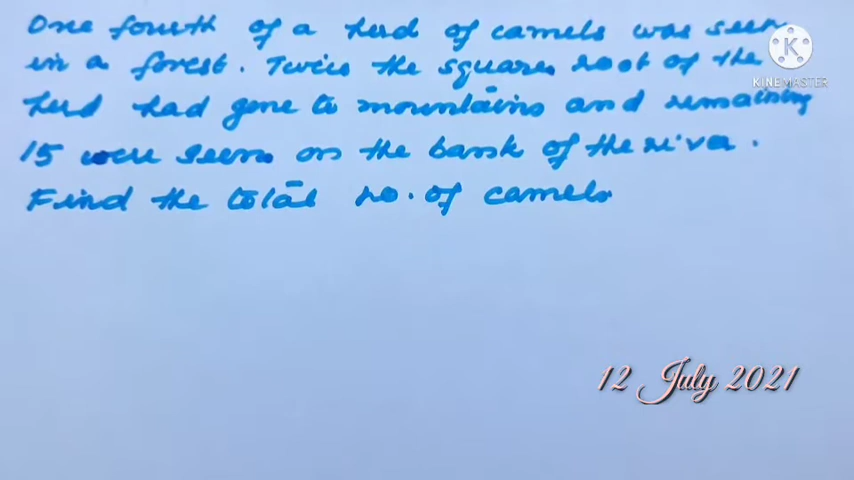 One fourth of a herd of camels was seen
in a forest. Twice the square root of the
herd had gone to mountains and remaining
15 were seen on the bank of the river.
Find the total no. of camels.
K
KINEMASTER
12 July 2021